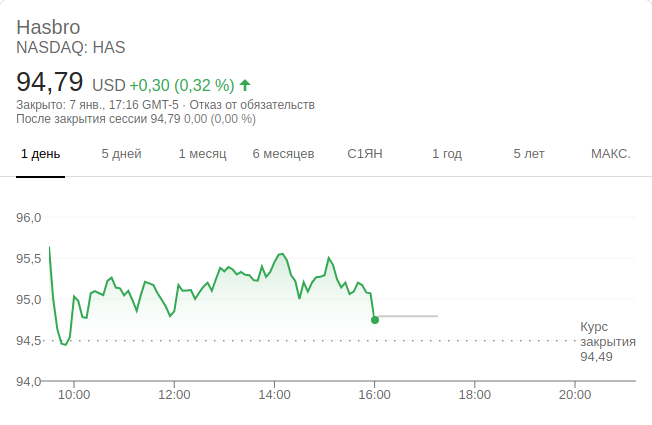 Hasbro
NASDAQ: HAS
94,79 USD +0,30 (0,32 %)
Закрыто: 7 янв., 17:16 GMT-5 · Отказ от обязательств
После закрытия сессии 94,79 0,00 (0,00 %)
1 день 5 дней 1 месяц 6 месяцев С1ЯН 1 год 5 лет МАКС.
96,0
95,5
95,0
94,5
94,0
Курс
закрытия
94,49
10:00 12:00 14:00 16:00 18:00 20:00